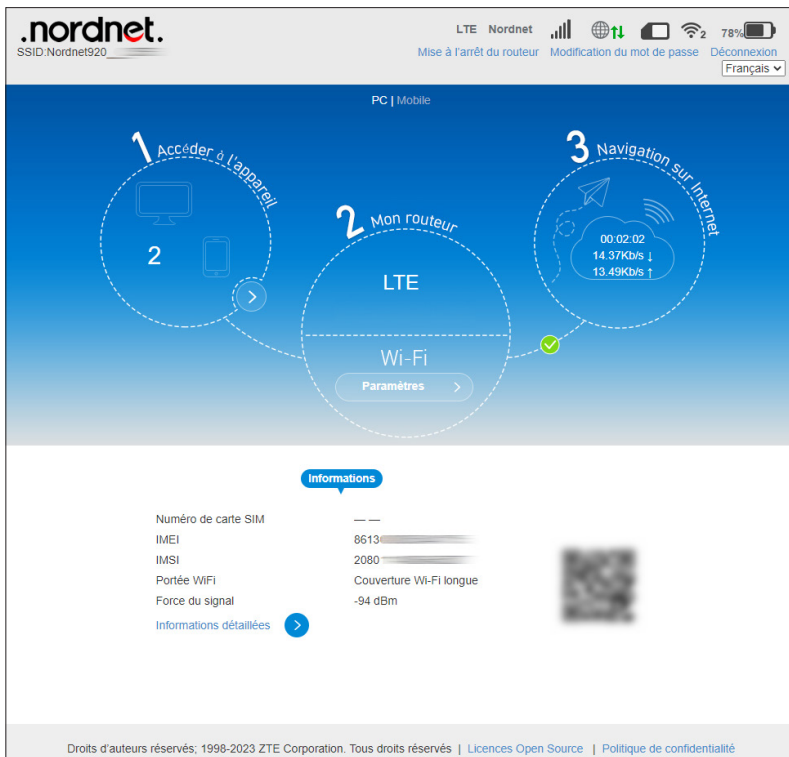 .nordnet.
SSID:Nordnet920
LTE Nordnet
2
78%
Mise à l'arrêt du routeur Modification du mot de passe Déconnexion
Français
PC | Mobile
1 Accéder à l'appareil
2
2 Mon routeur
LTE
Wi-Fi
Paramètres
3 Navigation sur Internet
00:02:02
14.37Kb/s ↓
13.49Kb/s ↑
Informations
Numéro de carte SIM — —
IMEI 8613
IMSI 2080
Portée WiFi Couverture Wi-Fi longue
Force du signal -94 dBm
Informations détaillées
Droits d'auteurs réservés; 1998-2023 ZTE Corporation. Tous droits réservés | Licences Open Source | Politique de confidentialité